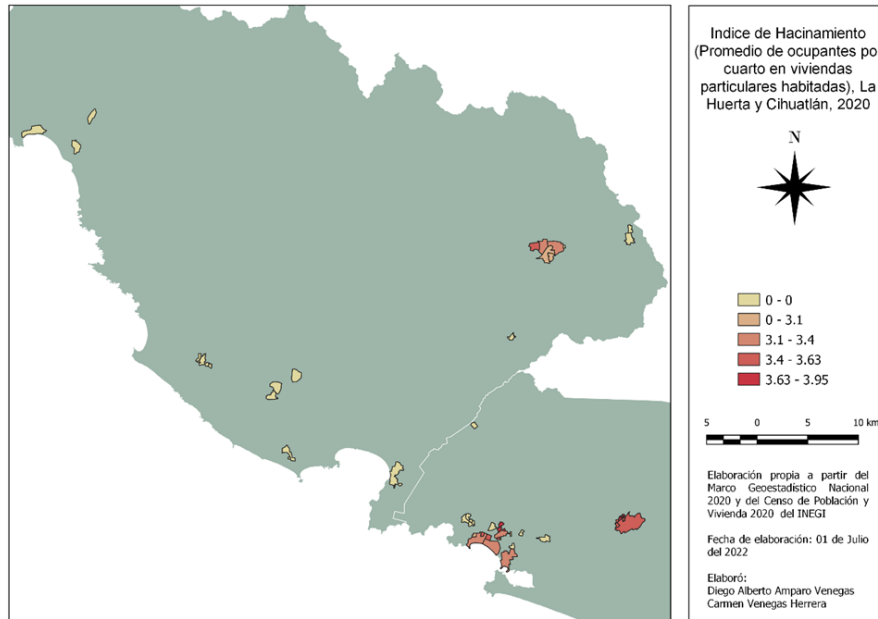 Indice de Hacinamiento
(Promedio de ocupantes po
cuarto en viviendas
particulares habitadas), La
Huerta y Cihuatlán, 2020
N
0 - 0
0 - 3.1
3.1 - 3.4
3.4 - 3.63
3.63 - 3.95
5 0 5 10 km
Elaboración propia a partir del
Marco Geoestadístico Nacional
2020 y del Censo de Población y
Vivienda 2020 del INEGI
Fecha de elaboración: 01 de Julio
del 2022
Elaboró:
Diego Alberto Amparo Venegas
Carmen Venegas Herrera